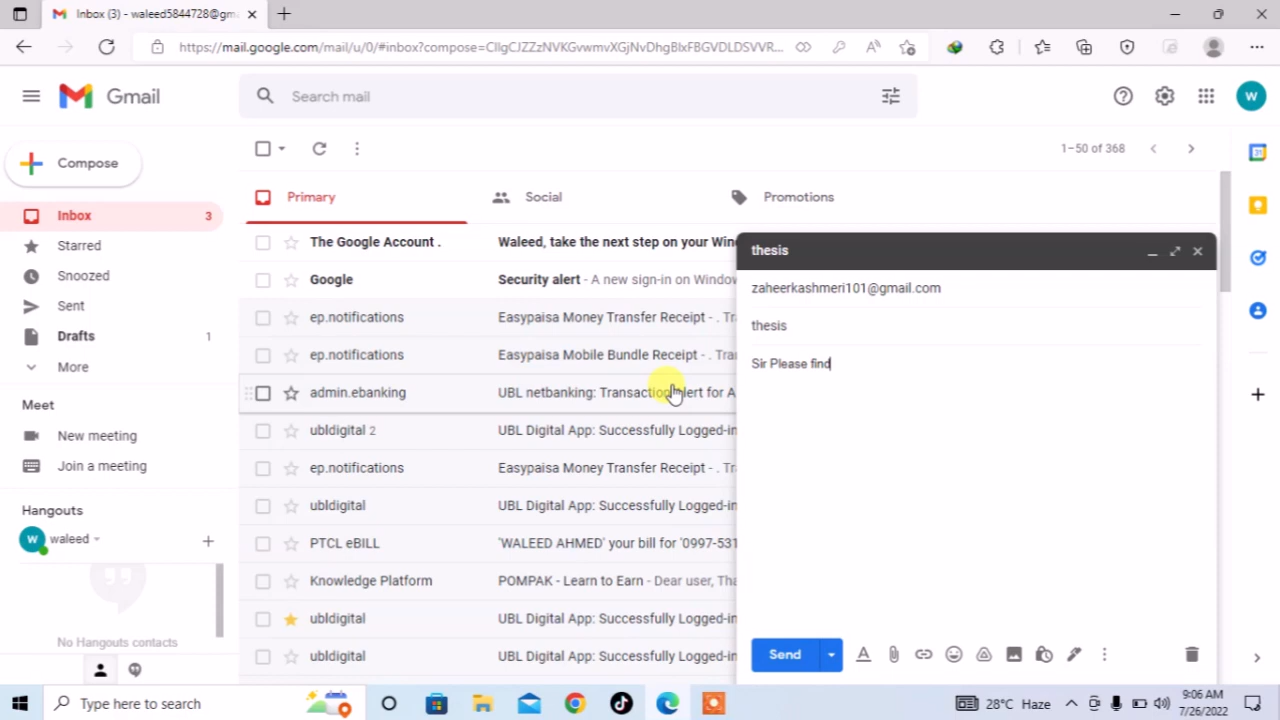 Inbox (3) - waleed5844728@gm
https://mail.google.com/mail/u/0/#inbox?compose=
Gmail
Search mail
W
Compose
1–50 of 368
Inbox 3
Primary
Social
Promotions
Starred
Snoozed
Sent
Drafts 1
More
Meet
New meeting
Join a meeting
Hangouts
W waleed
No Hangouts contacts
The Google Account . Waleed, take the next step on your Win
Google Security alert - A new sign-in on Window
ep.notifications Easypaisa Money Transfer Receipt - . Tra
ep.notifications Easypaisa Mobile Bundle Receipt - . Trar
admin.ebanking UBL netbanking: Transaction Alert for A
ubldigital 2 UBL Digital App: Successfully Logged-in
ep.notifications Easypaisa Money Transfer Receipt - . Tra
ubldigital UBL Digital App: Successfully Logged-in
PTCL eBILL 'WALEED AHMED' your bill for '0997-531
Knowledge Platform POMPAK - Learn to Earn - Dear user, Tha
ubldigital UBL Digital App: Successfully Logged-in
ubldigital UBL Digital App: Successfully Logged-in
thesis
zaheerkashmeri101@gmail.com
thesis
Sir Please find
Send
31
Type here to search
28°C Haze
9:06 AM
7/26/2022